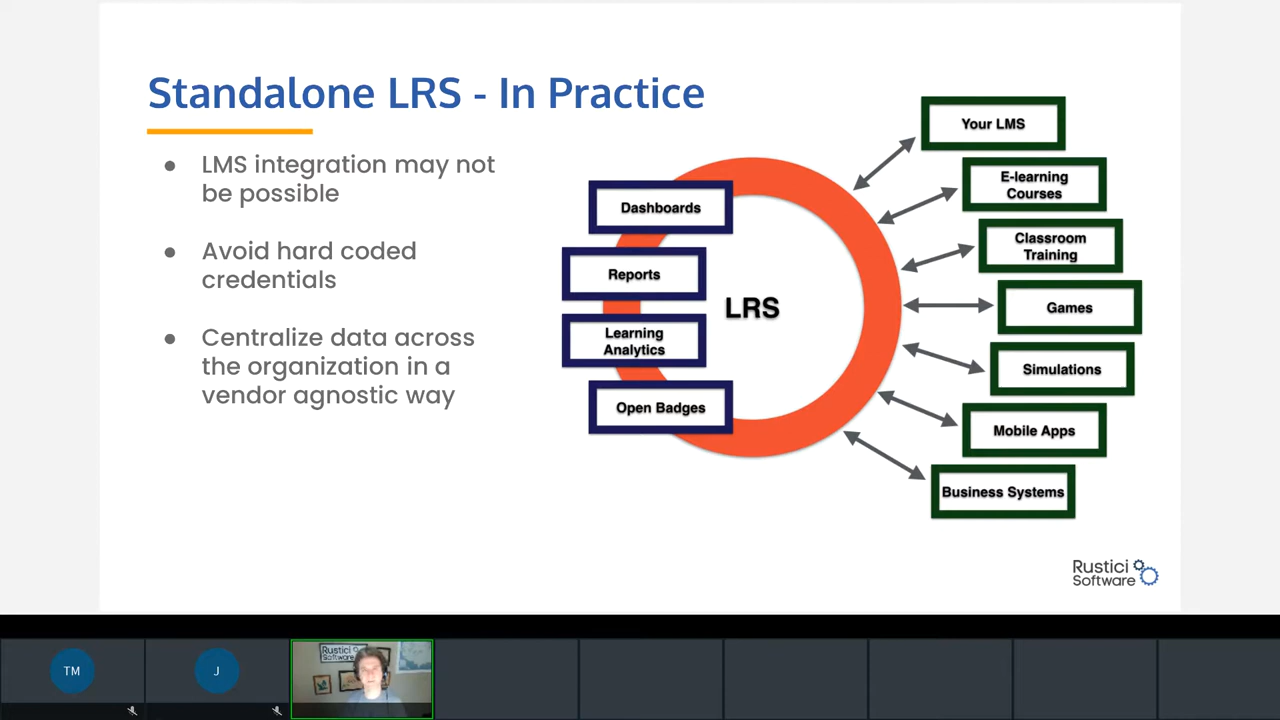 Standalone LRS - In Practice
● LMS integration may not
be possible
● Avoid hard coded
credentials
● Centralize data across
the organization in a
vendor agnostic way
Dashboards
Reports
Learning
Analytics
Open Badges
LRS
Your LMS
E-learning
Courses
Classroom
Training
Games
Simulations
Mobile Apps
Business Systems
Rustici
Software
TM
J
Rustici
Software